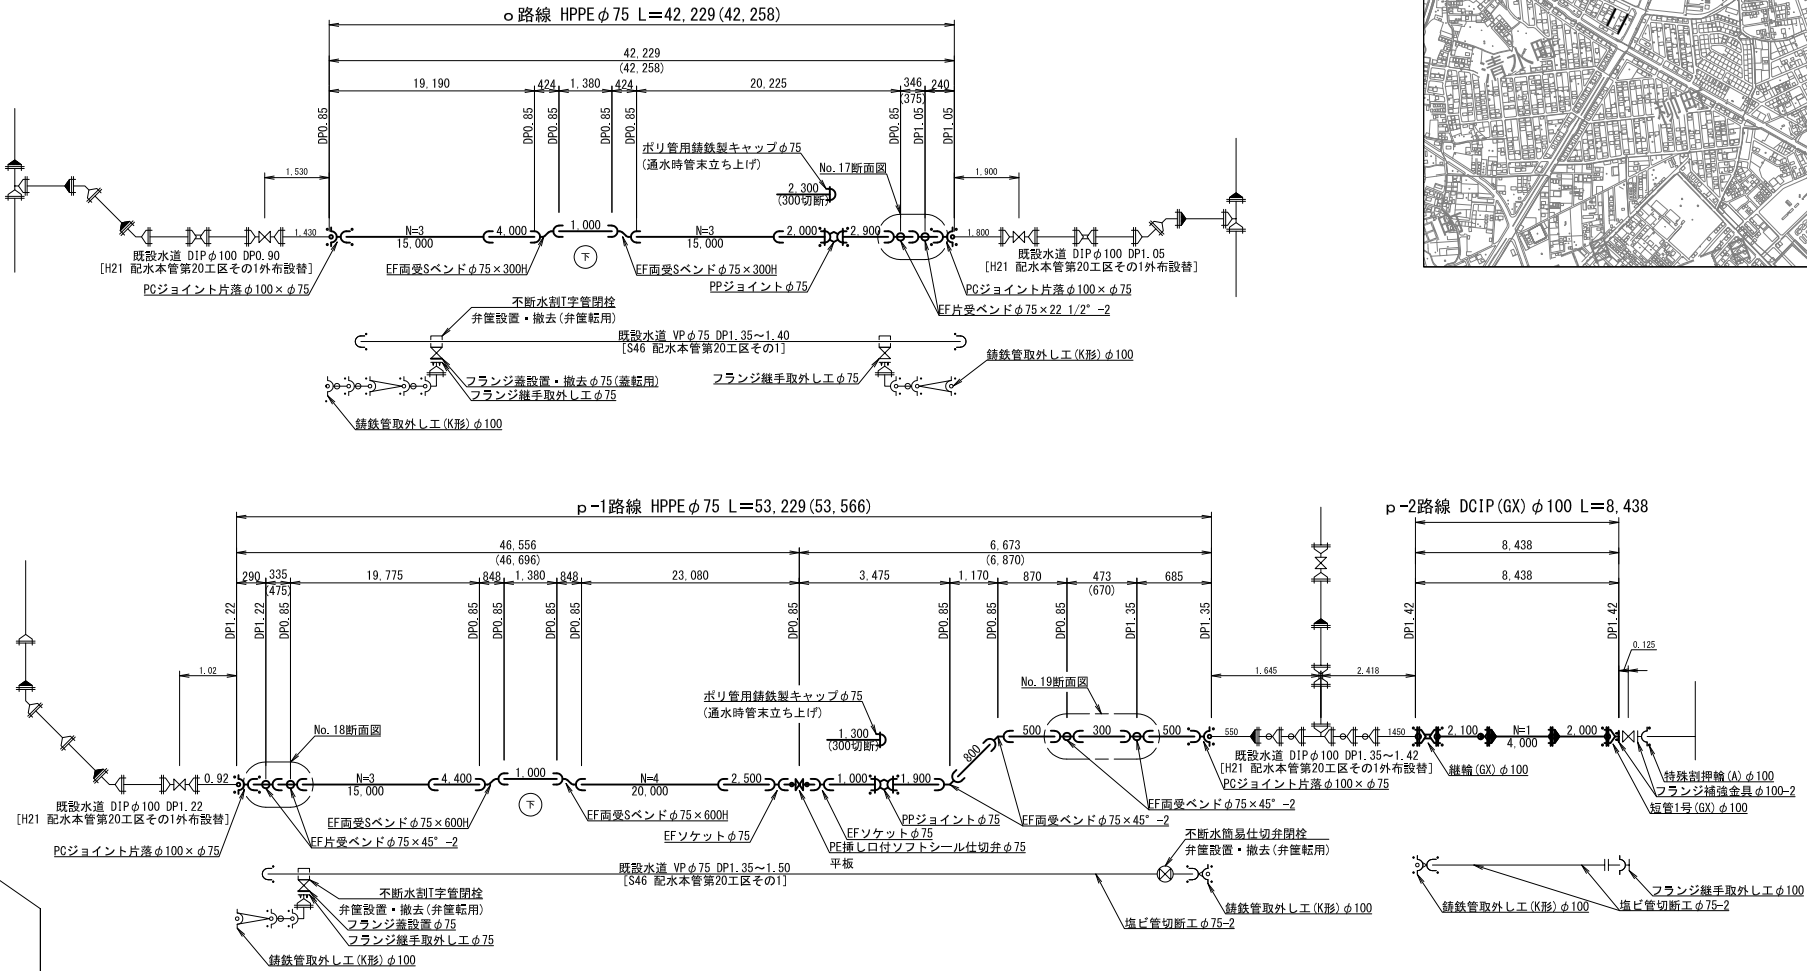 o路線 HPPEφ75 L=42,229(42,258)
42,229
(42,258)
19,190 424 1,380 424 20,225 346 240
(375)
DP0.85 DP0.85 DP0.85 DP0.85 DP0.85 DP0.85 DP1.05 DP1.05
ポリ管用鋳鉄製キャップφ75
(通水時管末立ち上げ)
No.17断面図
2,300
(300切断)
1,530
1,900
1,430
N=3
15,000
4,000
1,000
N=3
15,000
2,000
2,900
1,800
既設水道 DIPφ100 DP0.90
[H21 配水本管第20工区その1外布設替]
PCジョイント片落φ100×φ75
EF両受Sベンドφ75×300H
下
EF両受Sベンドφ75×300H
PPジョイントφ75
既設水道 DIPφ100 DP1.05
[H21 配水本管第20工区その1外布設替]
PCジョイント片落φ100×φ75
EF片受ベンドφ75×22 1/2° -2
不断水割T字管閉栓
弁筐設置・撤去(弁筐転用)
既設水道 VPφ75 DP1.35～1.40
[S46 配水本管第20工区その1]
フランジ蓋設置・撤去φ75(蓋転用)
フランジ継手取外し工φ75
フランジ継手取外し工φ75
鋳鉄管取外し工(K形)φ100
鋳鉄管取外し工(K形)φ100
清水町
柳町
p-1路線 HPPEφ75 L=53,229(53,566)
46,556
(46,696)
6,673
(6,870)
290 335 19,775 848 1,380 848 23,080 3,475 1,170 870 473 685
(475)
(670)
DP1.22 DP1.22 DP0.85 DP0.85 DP0.85 DP0.85 DP0.85 DP0.85 DP0.85 DP0.85 DP0.85 DP1.35 DP1.35
p-2路線 DCIP(GX)φ100 L=8,438
8,438
8,438
DP1.42 DP1.42
0.125
1.02
1.645
2.418
No.18断面図
ポリ管用鋳鉄製キャップφ75
(通水時管末立ち上げ)
1,300
(300切断)
No.19断面図
0.92
N=3
15,000
4,400
1,000
N=4
20,000
2,500
1,000
1,900
800
500
300
500
550
1450
2,100
N=1
4,000
2,000
既設水道 DIPφ100 DP1.22
[H21 配水本管第20工区その1外布設替]
PCジョイント片落φ100×φ75
EF両受Sベンドφ75×600H
EF片受ベンドφ75×45° -2
下
EF両受Sベンドφ75×600H
EFソケットφ75
PPジョイントφ75
EFソケットφ75
PE挿し口付ソフトシール仕切弁φ75
平板
EF両受ベンドφ75×45° -2
EF両受ベンドφ75×45° -2
既設水道 DIPφ100 DP1.35～1.42
[H21 配水本管第20工区その1外布設替]
PCジョイント片落φ100×φ75
継輪(GX)φ100
特殊割押輪(A)φ100
フランジ補強金具φ100-2
短管1号(GX)φ100
不断水簡易仕切弁閉栓
弁筐設置・撤去(弁筐転用)
既設水道 VPφ75 DP1.35～1.50
[S46 配水本管第20工区その1]
不断水割T字管閉栓
弁筐設置・撤去(弁筐転用)
フランジ蓋設置φ75
フランジ継手取外し工φ75
鋳鉄管取外し工(K形)φ100
塩ビ管切断工φ75-2
鋳鉄管取外し工(K形)φ100
フランジ継手取外し工φ100
塩ビ管切断工φ75-2
鋳鉄管取外し工(K形)φ100